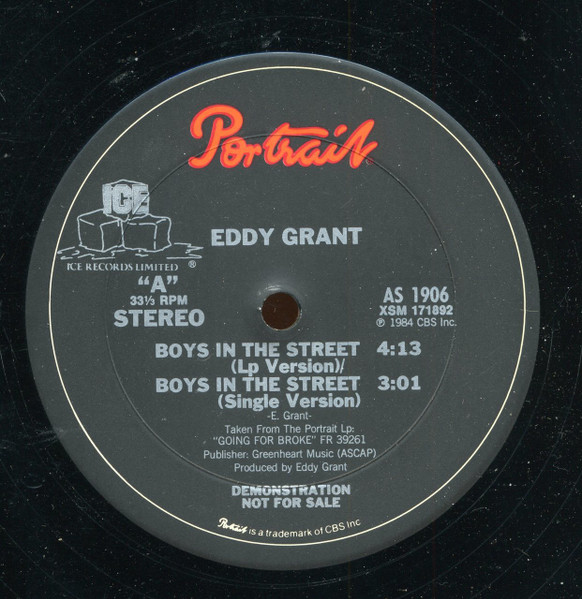 Portrait
ICE
EDDY GRANT
ICE RECORDS LIMITED ®
"A"
33⅓ RPM
STEREO
AS 1906
XSM 171892
℗ 1984 CBS Inc.
BOYS IN THE STREET 4:13
(Lp Version)/
BOYS IN THE STREET 3:01
(Single Version)
-E. Grant-
Taken From The Portrait Lp:
"GOING FOR BROKE" FR 39261
Publisher: Greenheart Music (ASCAP)
Produced by Eddy Grant
DEMONSTRATION
NOT FOR SALE
Portrait is a trademark of CBS Inc